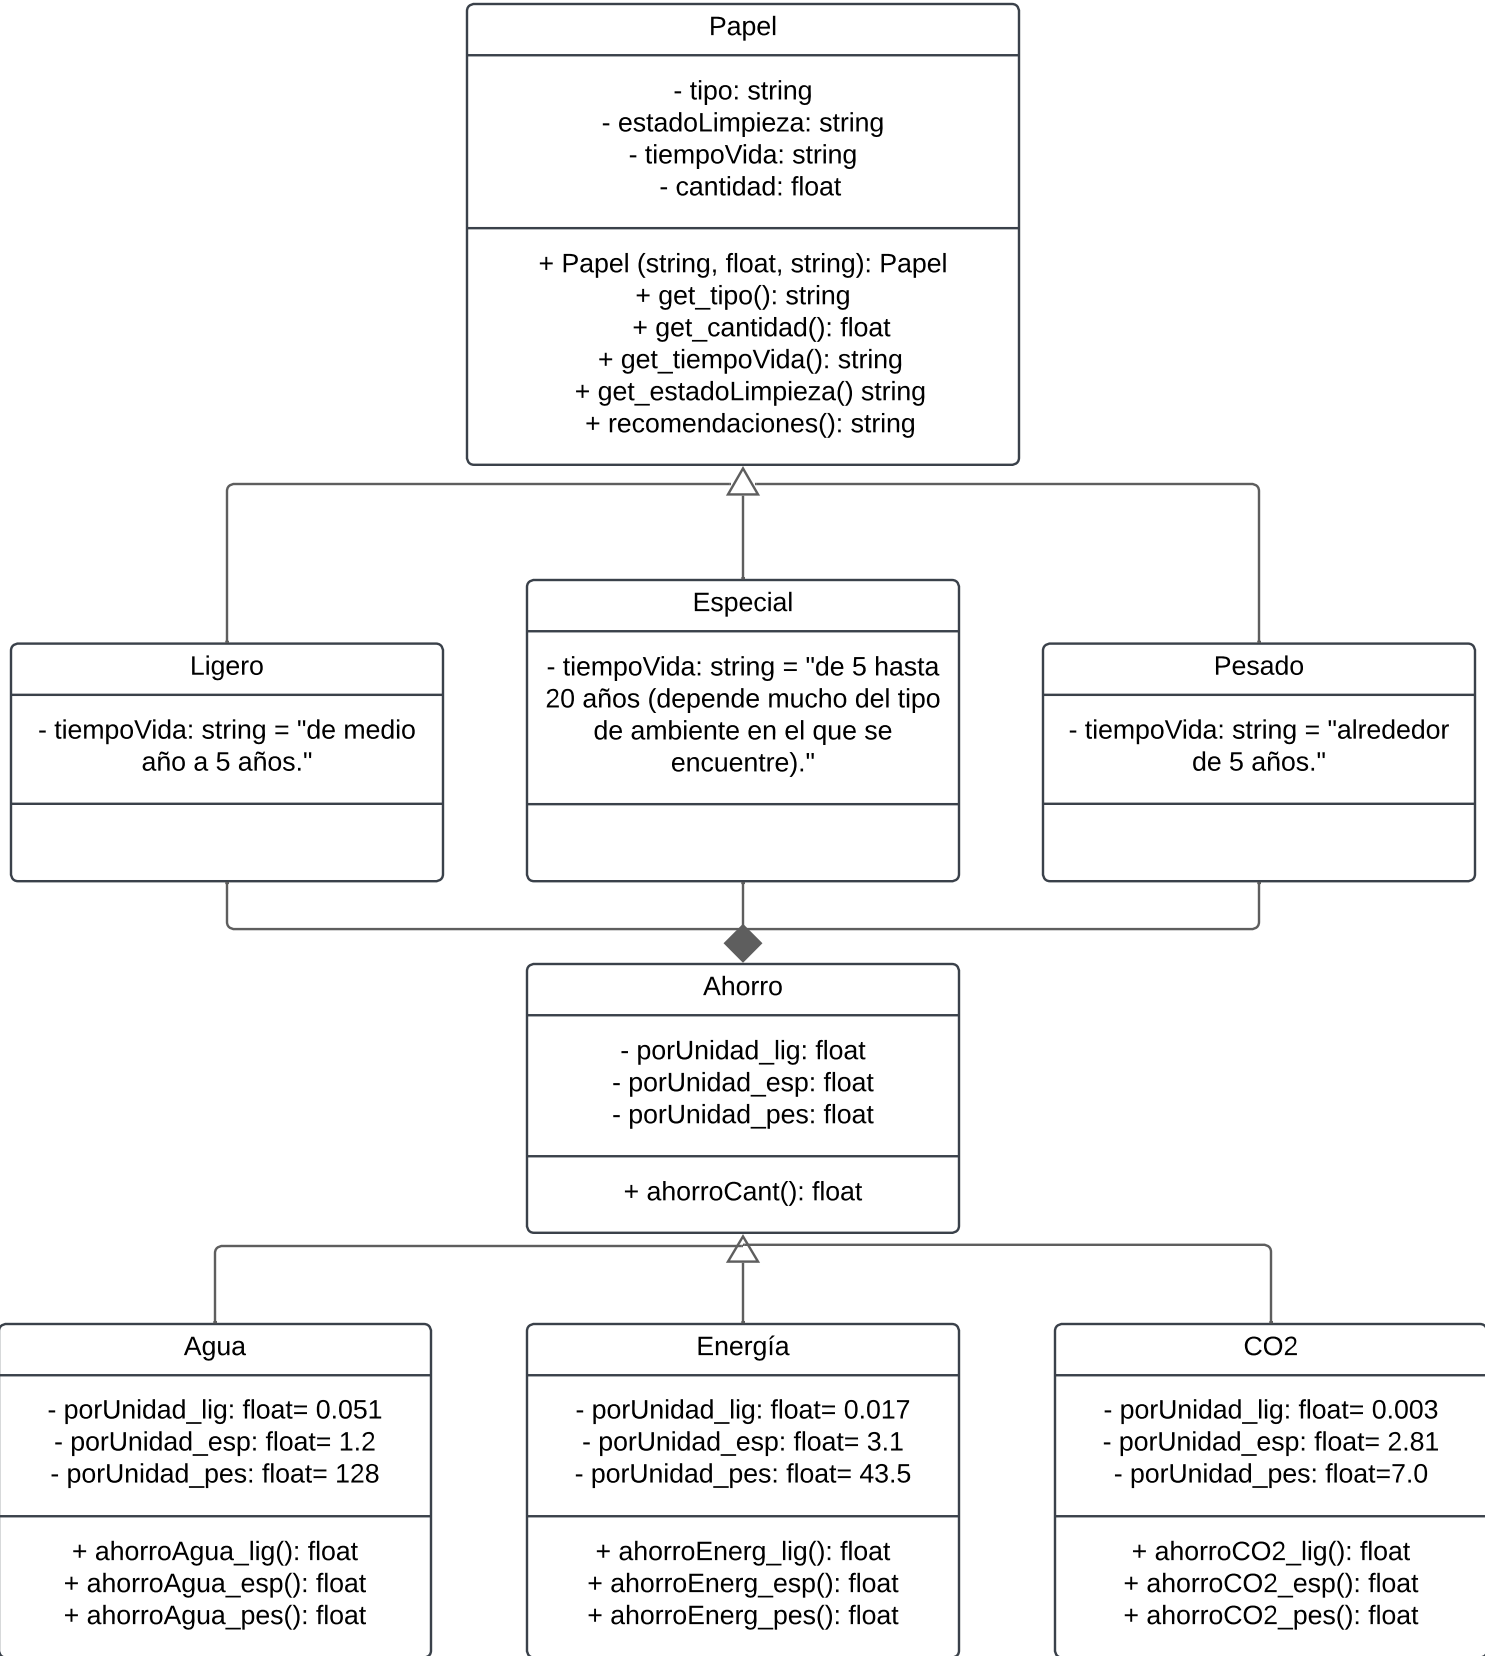 Papel
- tipo: string
- estadoLimpieza: string
- tiempoVida: string
- cantidad: float
+ Papel (string, float, string): Papel
+ get_tipo(): string
+ get_cantidad(): float
+ get_tiempoVida(): string
+ get_estadoLimpieza() string
+ recomendaciones(): string
Ligero
- tiempoVida: string = "de medio
año a 5 años."
Especial
- tiempoVida: string = "de 5 hasta
20 años (depende mucho del tipo
de ambiente en el que se
encuentre)."
Pesado
- tiempoVida: string = "alrededor
de 5 años."
Ahorro
- porUnidad_lig: float
- porUnidad_esp: float
- porUnidad_pes: float
+ ahorroCant(): float
Agua
- porUnidad_lig: float= 0.051
- porUnidad_esp: float= 1.2
- porUnidad_pes: float= 128
+ ahorroAgua_lig(): float
+ ahorroAgua_esp(): float
+ ahorroAgua_pes(): float
Energía
- porUnidad_lig: float= 0.017
- porUnidad_esp: float= 3.1
- porUnidad_pes: float= 43.5
+ ahorroEnerg_lig(): float
+ ahorroEnerg_esp(): float
+ ahorroEnerg_pes(): float
CO2
- porUnidad_lig: float= 0.003
- porUnidad_esp: float= 2.81
- porUnidad_pes: float=7.0
+ ahorroCO2_lig(): float
+ ahorroCO2_esp(): float
+ ahorroCO2_pes(): float